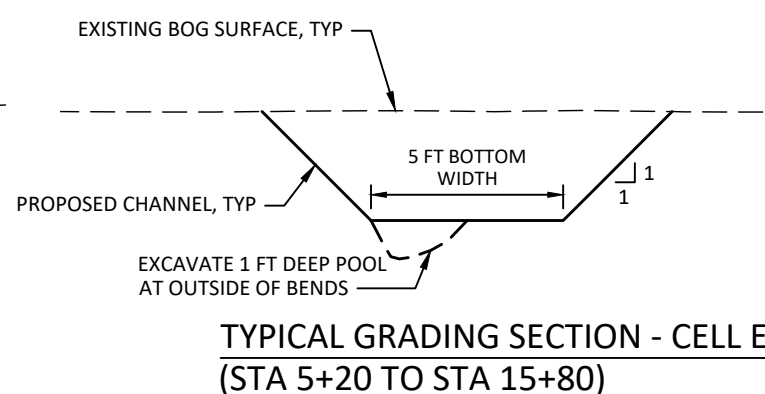 EXISTING BOG SURFACE, TYP
5 FT BOTTOM
WIDTH
1
1
PROPOSED CHANNEL, TYP
EXCAVATE 1 FT DEEP POOL
AT OUTSIDE OF BENDS
TYPICAL GRADING SECTION - CELL E
(STA 5+20 TO STA 15+80)